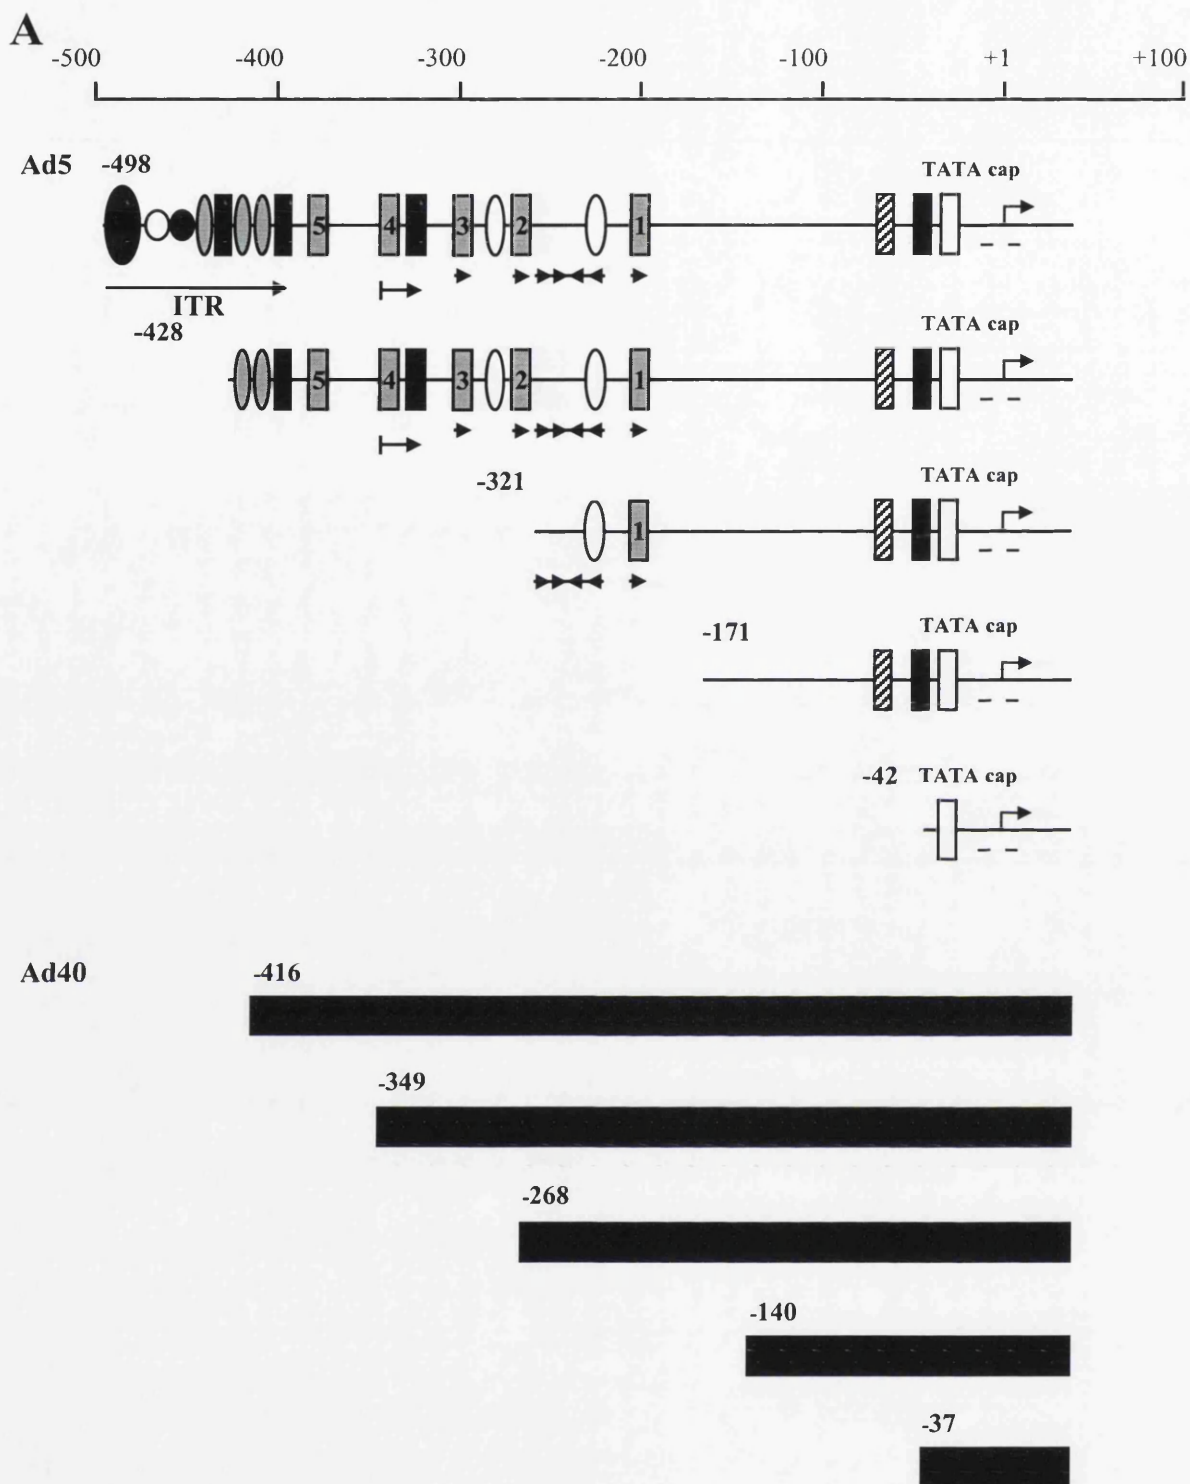 A
-500 -400 -300 -200 -100 +1 +100
Ad5 -498 TATA cap
5 4 3 2 1
ITR
-428 TATA cap
5 4 3 2 1
-321 TATA cap
1
-171 TATA cap
-42 TATA cap
Ad40 -416
-349
-268
-140
-37